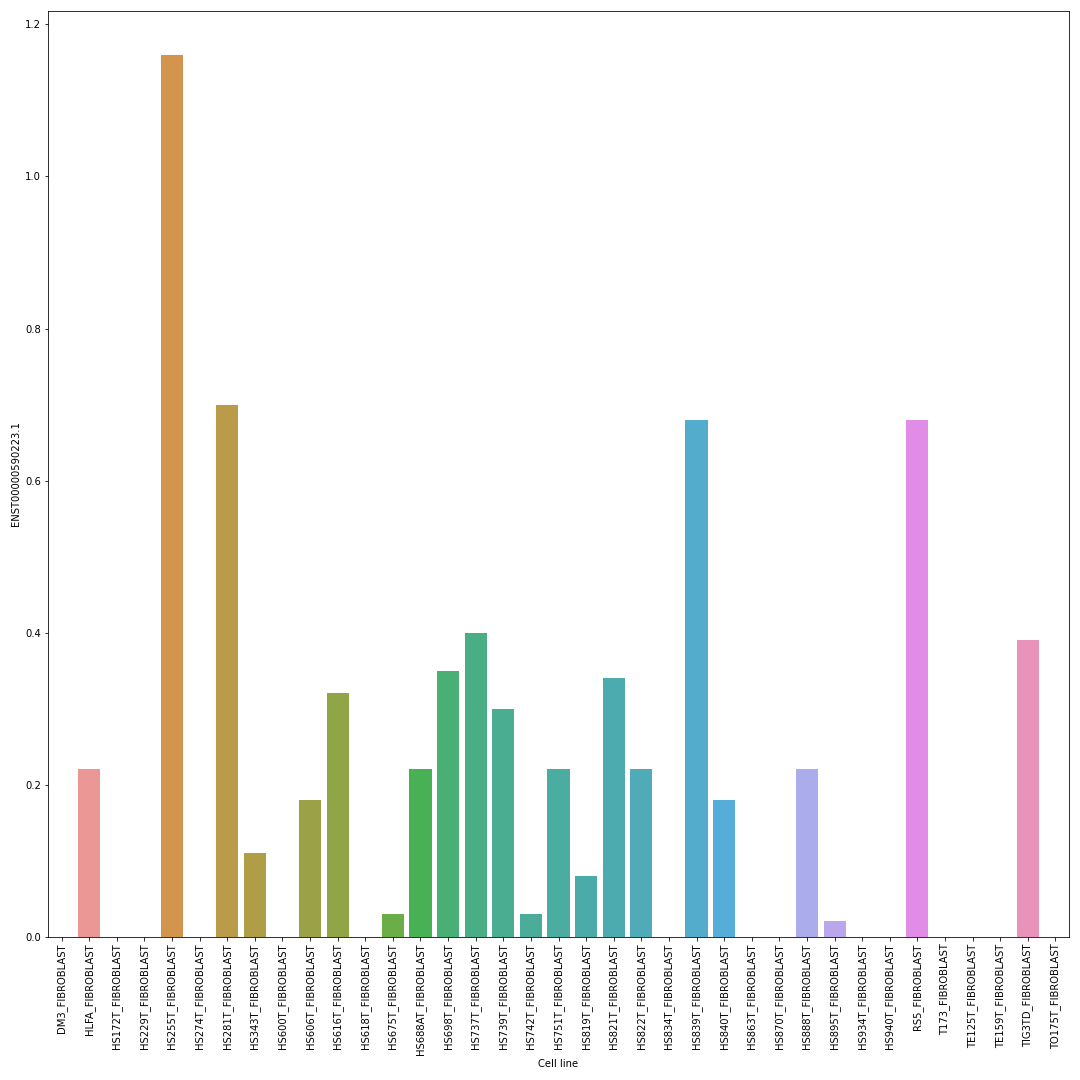 1.2
1.0
0.8
0.6
0.4
0.2
0.0
ENST00000590223.1
DM3_FIBROBLAST
HLFA_FIBROBLAST
HS172T_FIBROBLAST
HS229T_FIBROBLAST
HS255T_FIBROBLAST
HS274T_FIBROBLAST
HS281T_FIBROBLAST
HS343T_FIBROBLAST
HS600T_FIBROBLAST
HS606T_FIBROBLAST
HS616T_FIBROBLAST
HS618T_FIBROBLAST
HS675T_FIBROBLAST
HS688AT_FIBROBLAST
HS698T_FIBROBLAST
HS737T_FIBROBLAST
HS739T_FIBROBLAST
HS742T_FIBROBLAST
HS751T_FIBROBLAST
HS819T_FIBROBLAST
HS821T_FIBROBLAST
HS822T_FIBROBLAST
HS834T_FIBROBLAST
HS839T_FIBROBLAST
HS840T_FIBROBLAST
HS863T_FIBROBLAST
HS870T_FIBROBLAST
HS888T_FIBROBLAST
HS895T_FIBROBLAST
HS934T_FIBROBLAST
HS940T_FIBROBLAST
RS5_FIBROBLAST
T173_FIBROBLAST
TE125T_FIBROBLAST
TE159T_FIBROBLAST
TIG3TD_FIBROBLAST
TO175T_FIBROBLAST
Cell line